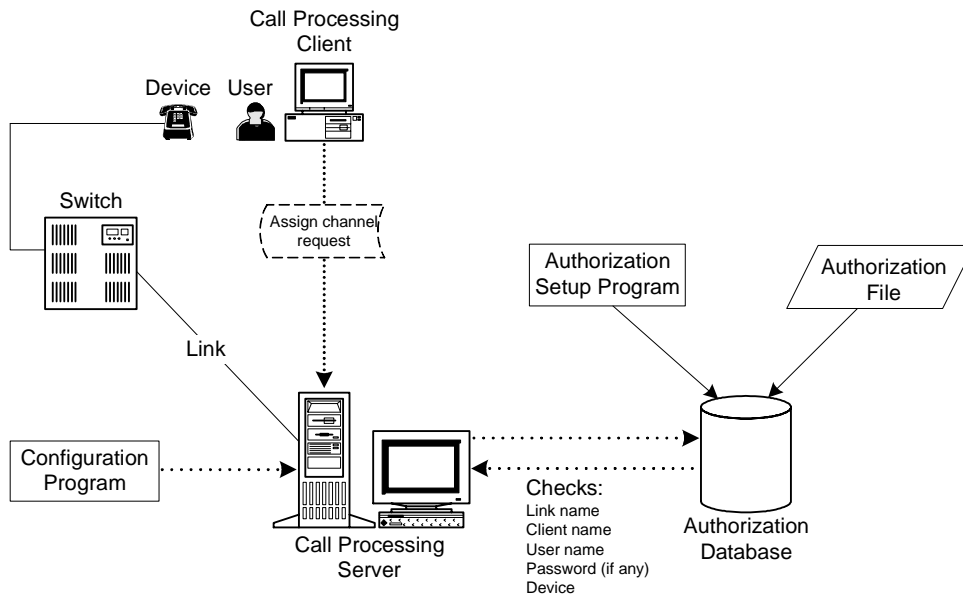 Call Processing
Client
Device
User
Switch
Assign channel
request
Authorization
Setup Program
Authorization
File
Link
Configuration
Program
Call Processing
Server
Checks:
Link name
Client name
User name
Password (if any)
Device
Authorization
Database